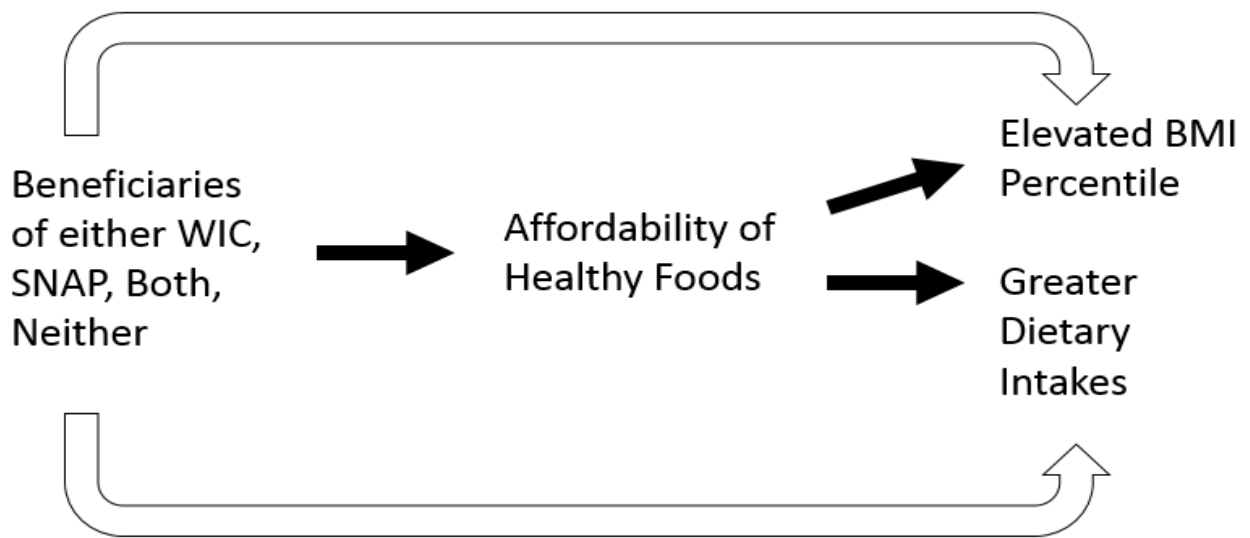 Beneficiaries
of either WIC,
SNAP, Both,
Neither
Affordability of
Healthy Foods
Elevated BMI
Percentile
Greater
Dietary
Intakes